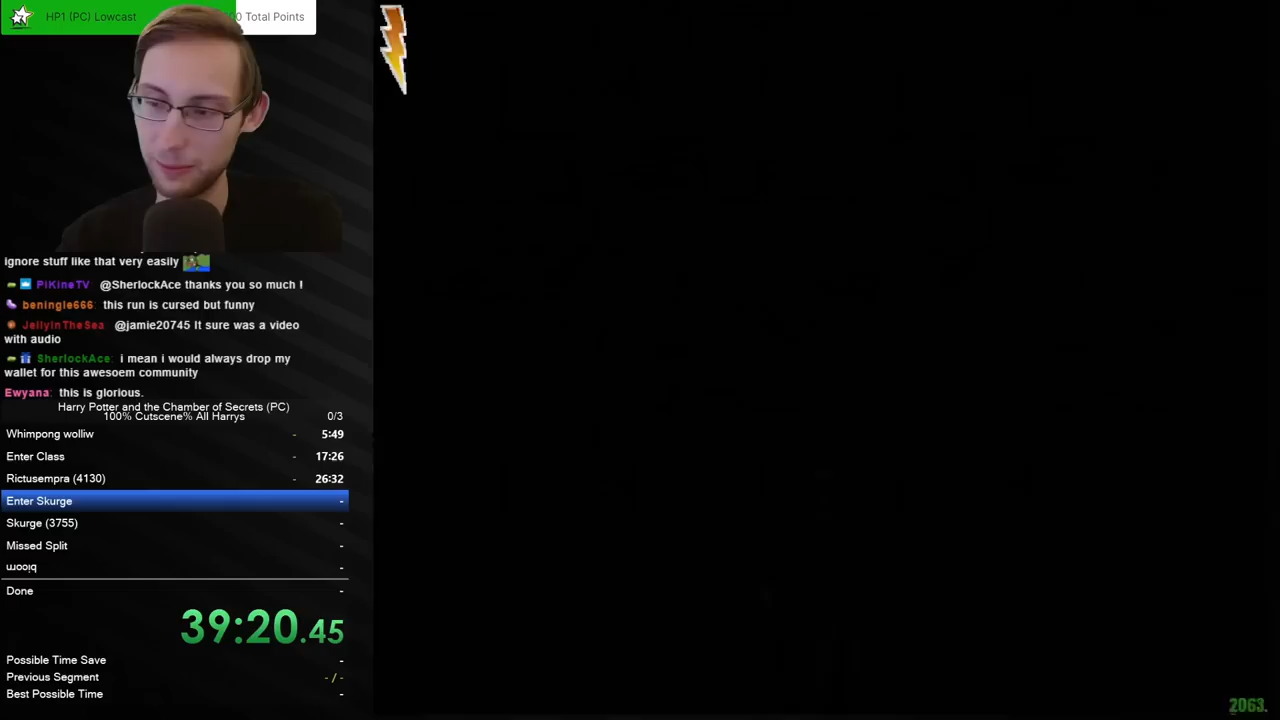 HP1 (PC) Lowcast
00 Total Points
ignore stuff like that very easily
PiKineTV: @SherlockAce thanks you so much !
beningle666: this run is cursed but funny
JellyInTheSea: @jamie20745 It sure was a video
with audio
SherlockAce: i mean i would always drop my
wallet for this awesoem community
Ewyana: this is glorious.
Harry Potter and the Chamber of Secrets (PC)
100% Cutscene% All Harrys 0/3
Whimpong wolliw - 5:49
Enter Class - 17:26
Rictusempra (4130) - 26:32
Enter Skurge -
Skurge (3755) -
Missed Split -
Done -
39:20.45
Possible Time Save -
Previous Segment - / -
Best Possible Time -
2063.